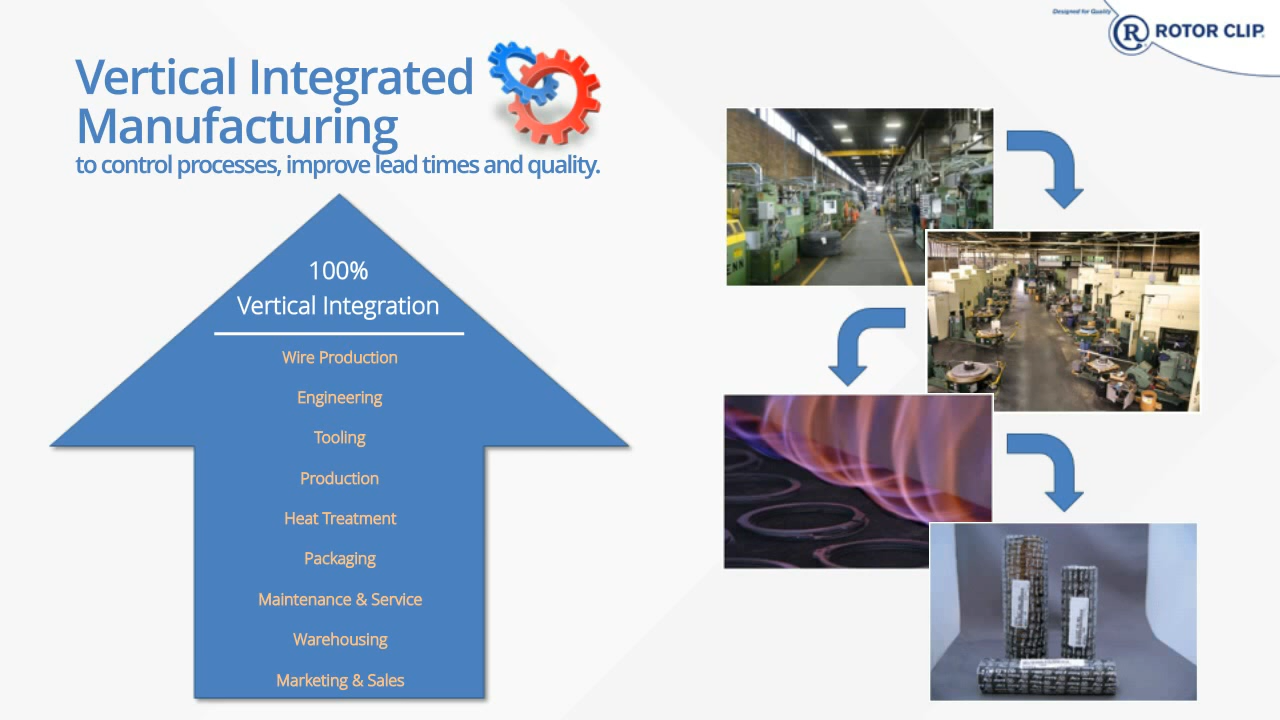 Designed for Quality
R ROTOR CLIP
Vertical Integrated
Manufacturing
to control processes, improve lead times and quality.
100%
Vertical Integration
Wire Production
Engineering
Tooling
Production
Heat Treatment
Packaging
Maintenance & Service
Warehousing
Marketing & Sales